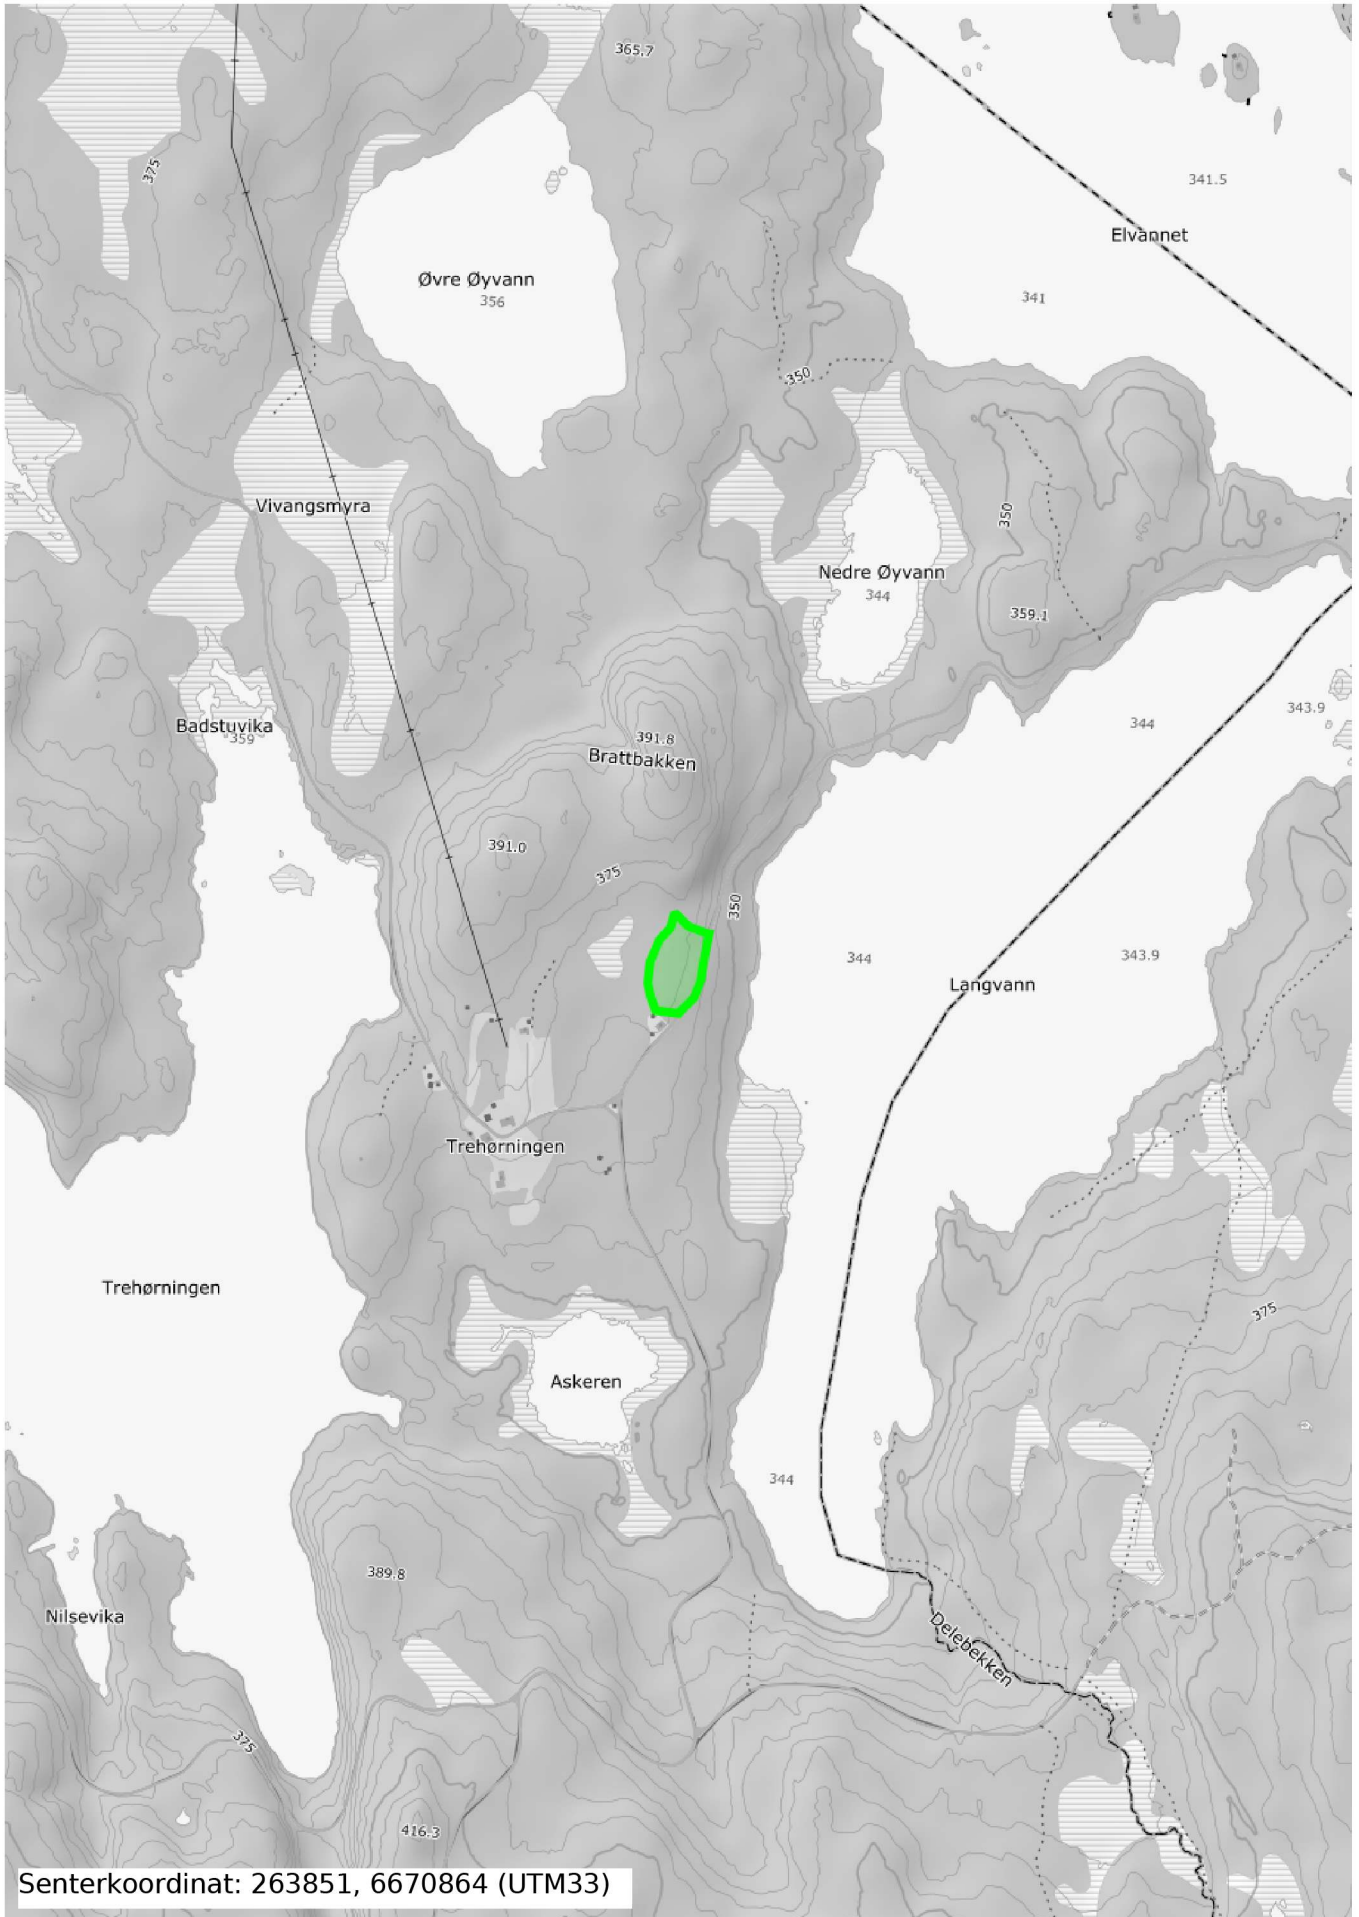 365.7
375
341.5
Elvannet
Øvre Øyvann
356
341
350
Vivangsmyra
350
Nedre Øyvann
344
359.1
343.9
344
Badstuvika
359
391.8
Brattbakken
391.0
375
350
344
343.9
Langvann
Trehørningen
Trehørningen
375
Askeren
344
389.8
Nilsevika
Delebekken
375
416.3
Senterkoordinat: 263851, 6670864 (UTM33)